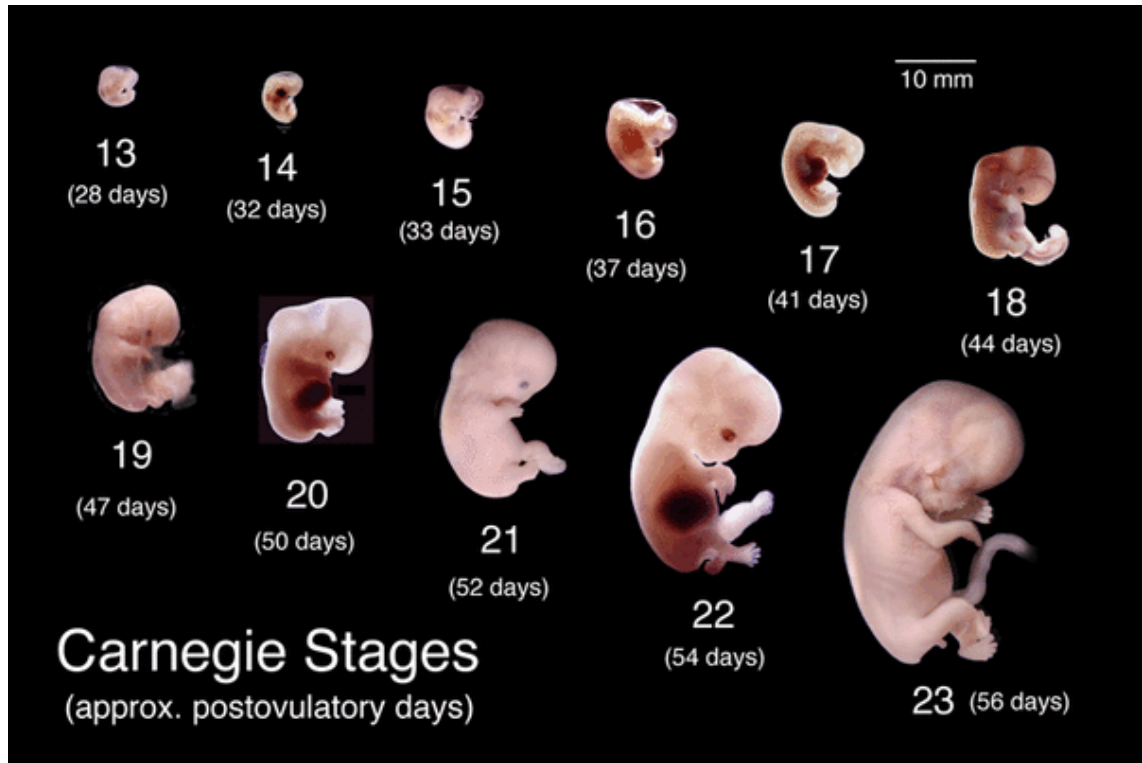 10 mm
13
(28 days)
14
(32 days)
15
(33 days)
16
(37 days)
17
(41 days)
18
(44 days)
19
(47 days)
20
(50 days)
21
(52 days)
22
(54 days)
23 (56 days)
Carnegie Stages
(approx. postovulatory days)